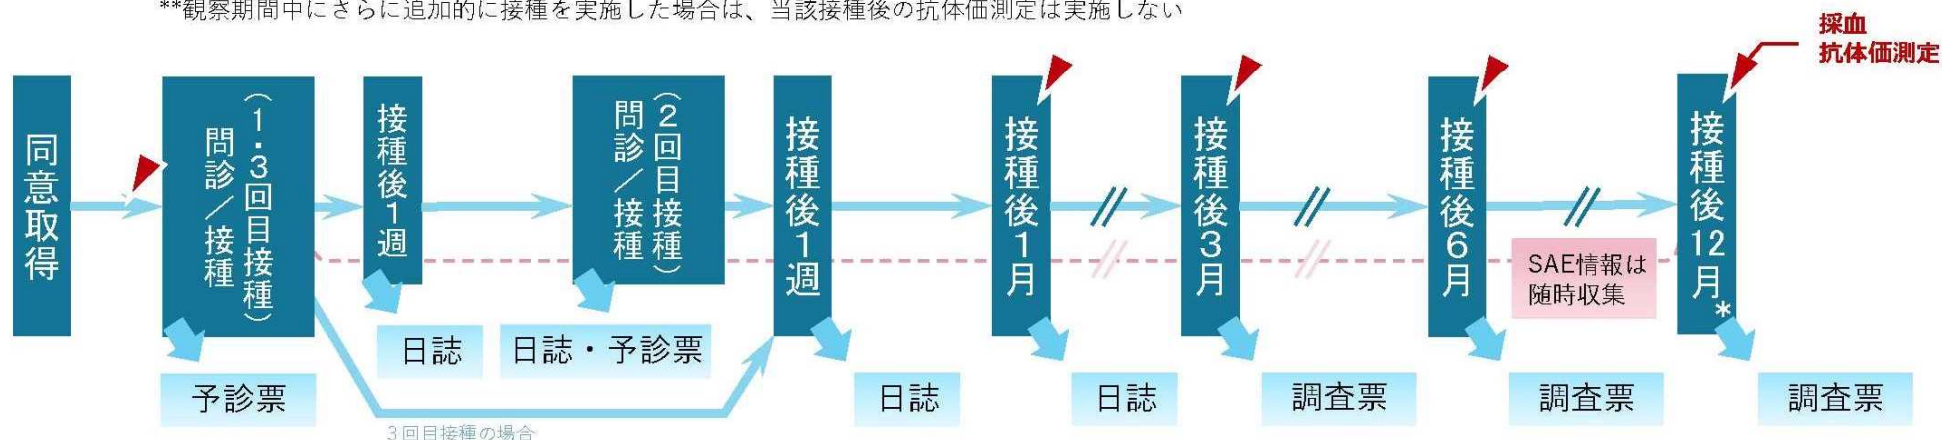 **観察期間中にさらに追加的に接種を実施した場合は、当該接種後の抗体価測定は実施しない
採血
抗体価測定
同意取得
（1・3回目接種）
問診／接種
接種後1週
（2回目接種）
問診／接種
接種後1週
接種後1月
接種後3月
接種後6月
接種後12月*
SAE情報は
随時収集
日誌
日誌・予診票
予診票
日誌
日誌
調査票
調査票
調査票
3回目接種の場合